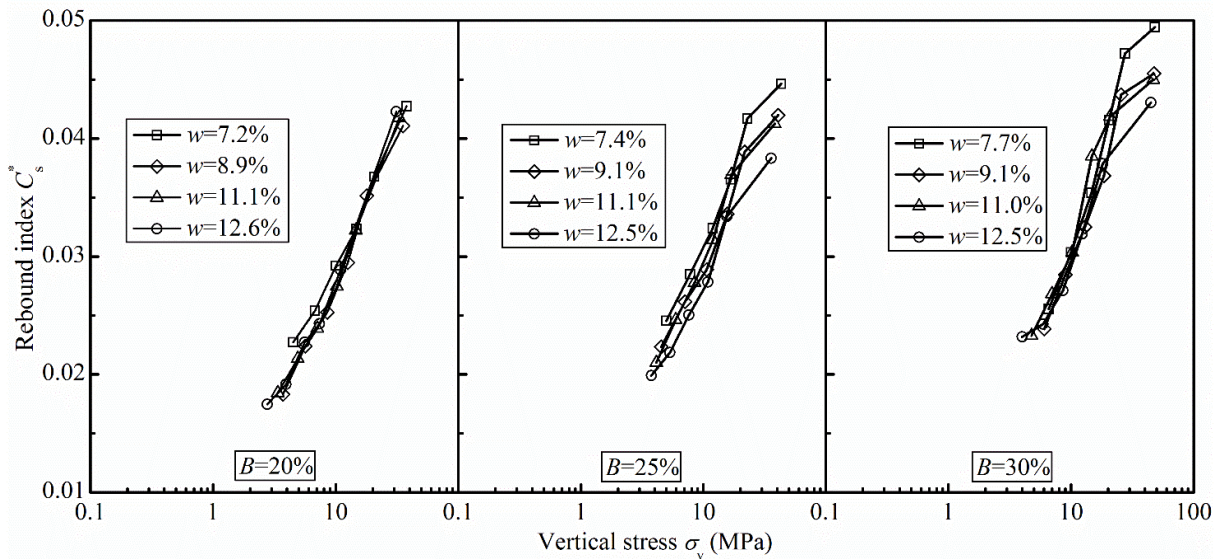 0.05
0.04
0.03
0.02
0.01
Rebound index C*s
w=7.2%
w=8.9%
w=11.1%
w=12.6%
B=20%
w=7.4%
w=9.1%
w=11.1%
w=12.5%
B=25%
w=7.7%
w=9.1%
w=11.0%
w=12.5%
B=30%
0.1 1 10 0.1 1 10 0.1 1 10 100
Vertical stress σv (MPa)